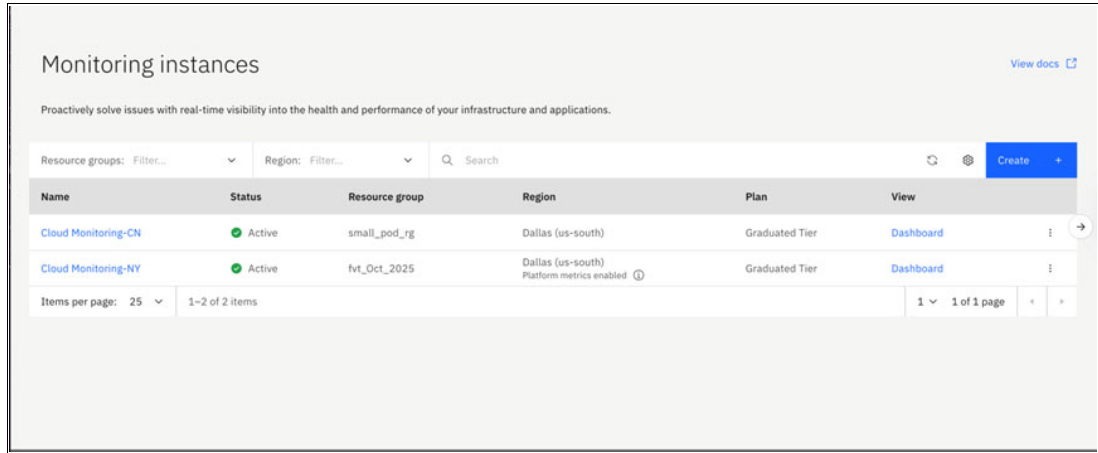 Monitoring instances
View docs
Proactively solve issues with real-time visibility into the health and performance of your infrastructure and applications.
Resource groups: Filter... Region: Filter... Search Create +
Name Status Resource group Region Plan View
Cloud Monitoring-CN Active small_pod_rg Dallas (us-south) Graduated Tier Dashboard
Cloud Monitoring-NY Active fvt_Oct_2025 Dallas (us-south) Graduated Tier Dashboard
Platform metrics enabled
Items per page: 25 1–2 of 2 items 1 1 of 1 page